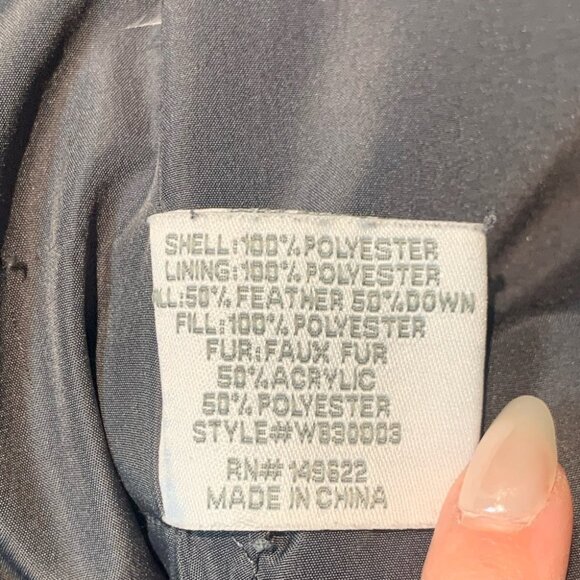 SHELL:100%POLYESTER
LINING:100%POLYESTER
LL:50% FEATHER 50%DOWN
FILL:100%POLYESTER
FUR:FAUX FUR
50%ACRYLIC
50%POLYESTER
STYLE#WB30003
RN# 149622
MADE IN CHINA